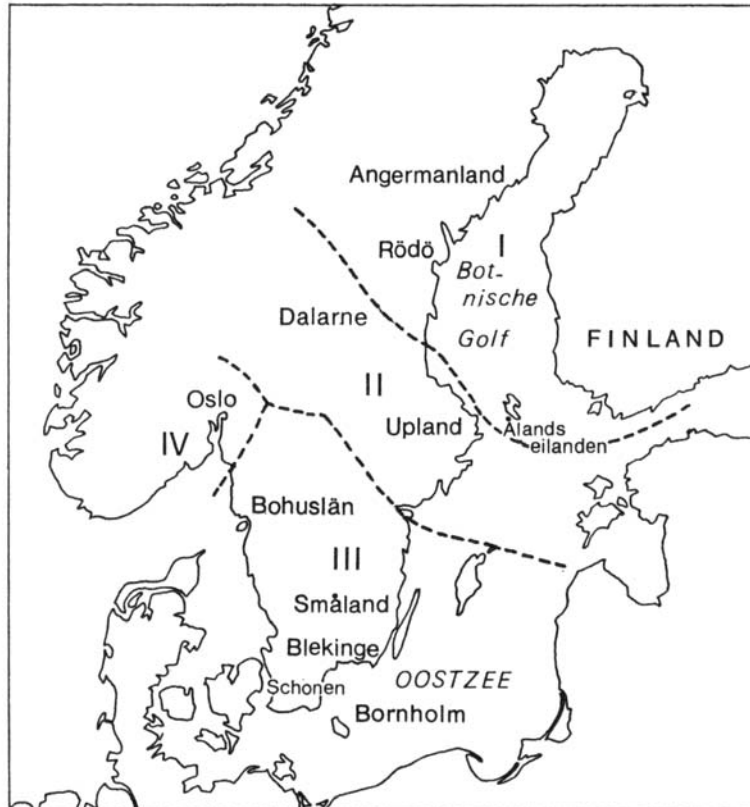 Angermanland
Rödö
I
Bot-
nische
Golf
Dalarne
FINLAND
II
Oslo
Upland
Ålands
eilanden
IV
Bohuslän
III
Småland
Blekinge
Schonen
OOSTZEE
Bornholm